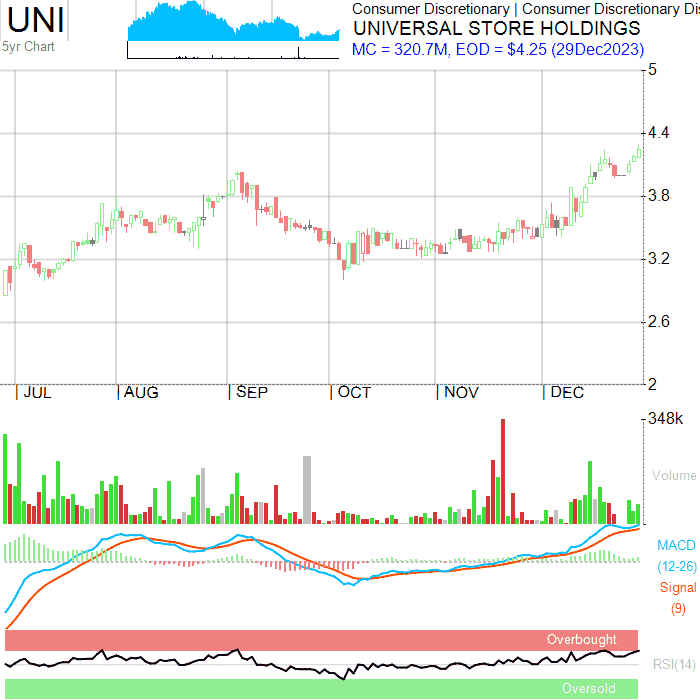 UNI
5yr Chart
Consumer Discretionary | Consumer Discretionary Dis
UNIVERSAL STORE HOLDINGS
MC = 320.7M, EOD = $4.25 (29Dec2023)
5
4.4
3.8
3.2
2.6
2
| JUL | AUG | SEP | OCT | NOV | DEC
348k
Volume
MACD
(12-26)
Signal
(9)
Overbought
RSI(14)
Oversold